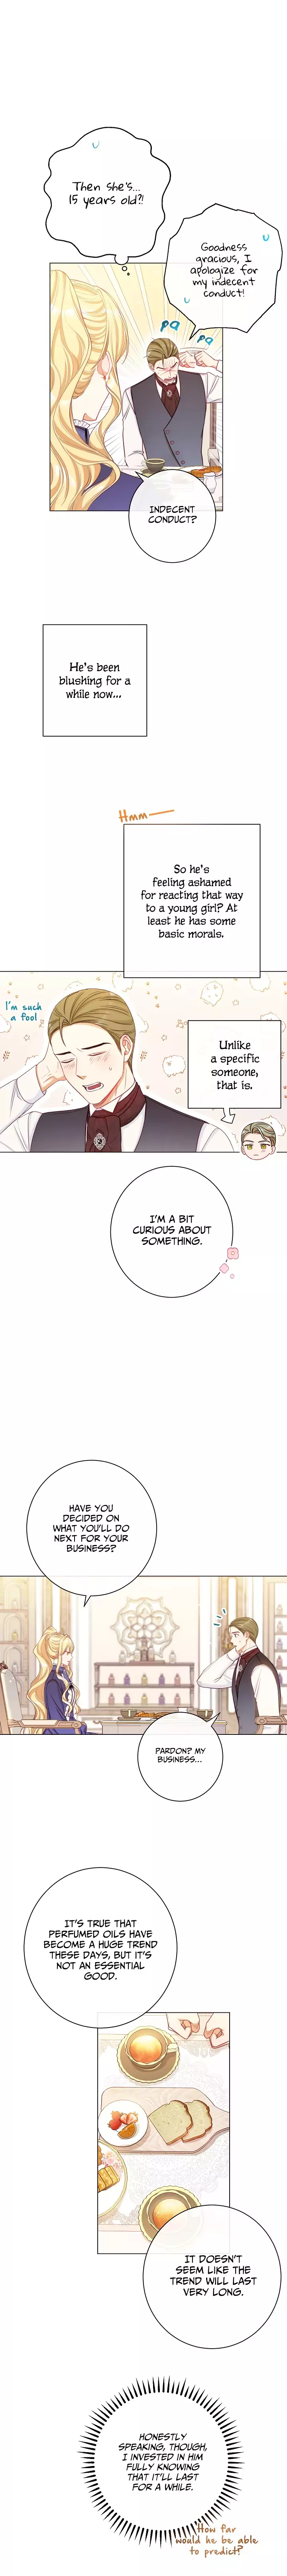 Then she's...
15 years old?!
Goodness
gracious, I
apologize for
my indecent
conduct!
PQ
PQ
INDECENT
CONDUCT?
He's been
blushing for a
while now...
Hmm
So he's
feeling ashamed
for reacting that way
to a young girl? At
least he has some
basic morals.
I'm such
a fool
Unlike
a specific
someone,
that is.
I'M A BIT
CURIOUS ABOUT
SOMETHING.
HAVE YOU
DECIDED ON
WHAT YOU'LL DO
NEXT FOR YOUR
BUSINESS?
PARDON? MY
BUSINESS...
IT'S TRUE THAT
PERFUMED OILS HAVE
BECOME A HUGE TREND
THESE DAYS, BUT IT'S
NOT AN ESSENTIAL
GOOD.
IT DOESN'T
SEEM LIKE THE
TREND WILL LAST
VERY LONG.
HONESTLY
SPEAKING, THOUGH,
I INVESTED IN HIM
FULLY KNOWING
THAT IT'LL LAST
FOR A WHILE.
How far
would he be able
to predict?